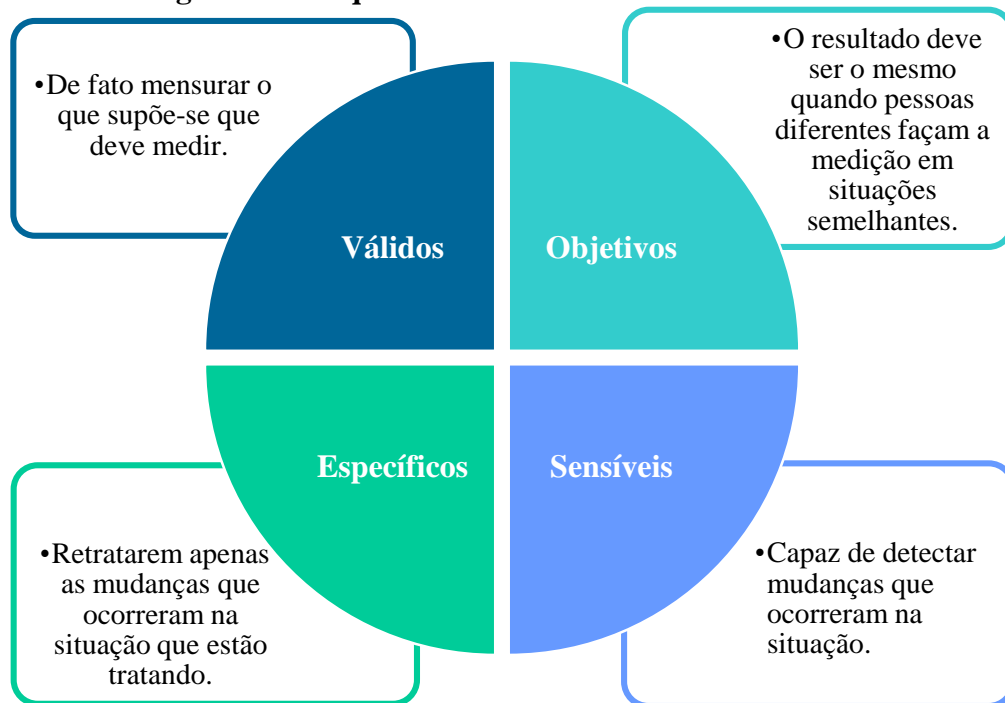 •De fato mensurar o
que supõe-se que
deve medir.
•O resultado deve
ser o mesmo
quando pessoas
diferentes façam a
medição em
situações
semelhantes.
Válidos
Objetivos
Específicos
Sensíveis
•Retratarem apenas
as mudanças que
ocorreram na
situação que estão
tratando.
•Capaz de detectar
mudanças que
ocorreram na
situação.